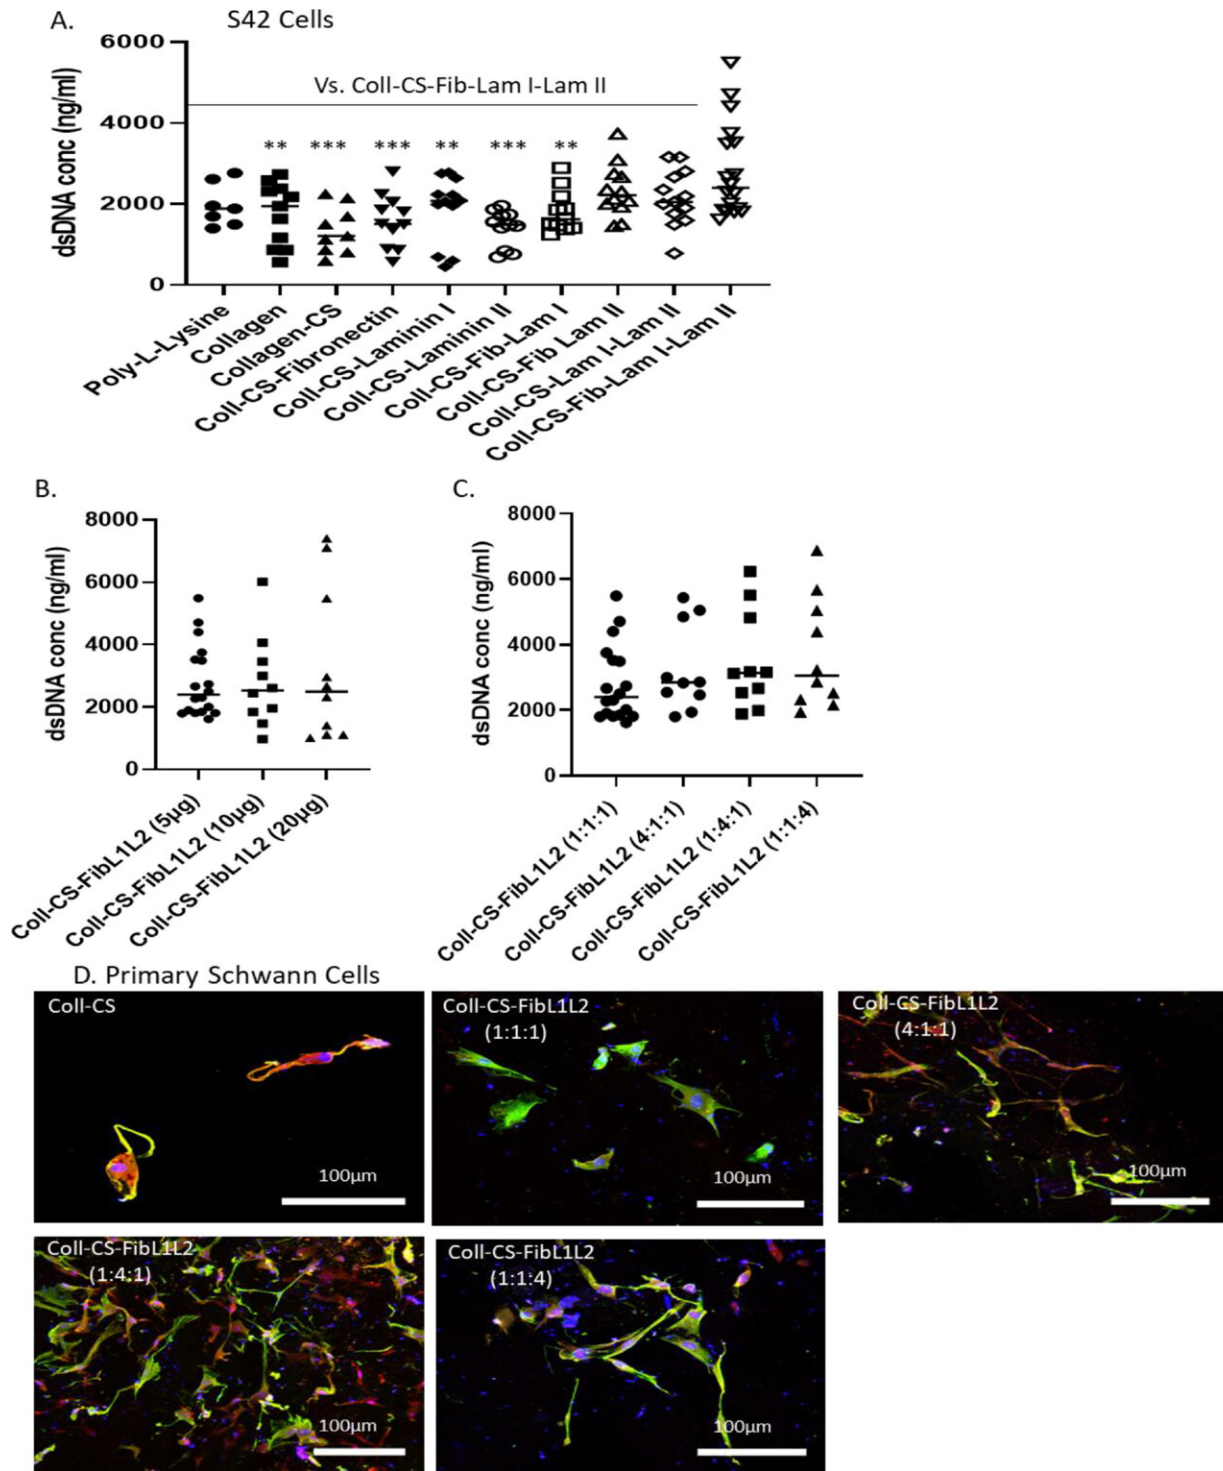 A.
S42 Cells
dsDNA conc (ng/ml)
6000
4000
2000
0
Vs. Coll-CS-Fib-Lam I-Lam II
** *** *** ** *** **
Poly-L-Lysine
Collagen
Collagen-CS
Coll-CS-Fibronectin
Coll-CS-Laminin I
Coll-CS-Laminin II
Coll-CS-Fib-Lam I
Coll-CS-Fib Lam II
Coll-CS-Lam I-Lam II
Coll-CS-Fib-Lam I-Lam II
B.
dsDNA conc (ng/ml)
8000
6000
4000
2000
0
Coll-CS-FibL1L2 (5µg)
Coll-CS-FibL1L2 (10µg)
Coll-CS-FibL1L2 (20µg)
C.
dsDNA conc (ng/ml)
8000
6000
4000
2000
0
Coll-CS-FibL1L2 (1:1:1)
Coll-CS-FibL1L2 (4:1:1)
Coll-CS-FibL1L2 (1:4:1)
Coll-CS-FibL1L2 (1:1:4)
D. Primary Schwann Cells
Coll-CS
100µm
Coll-CS-FibL1L2
(1:1:1)
100µm
Coll-CS-FibL1L2
(4:1:1)
100µm
Coll-CS-FibL1L2
(1:4:1)
100µm
Coll-CS-FibL1L2
(1:1:4)
100µm